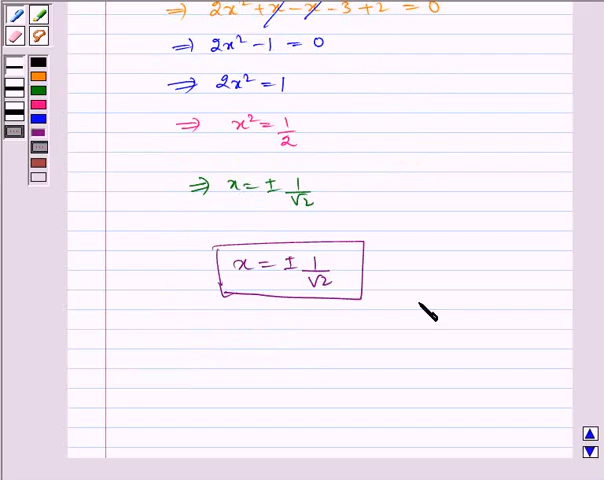 ⇒ 2x² + x - x - 3 + 2 = 0
⇒ 2x² - 1 = 0
⇒ 2x² = 1
⇒ x² = 1/2
⇒ x = ± 1/√2
x = ± 1/√2